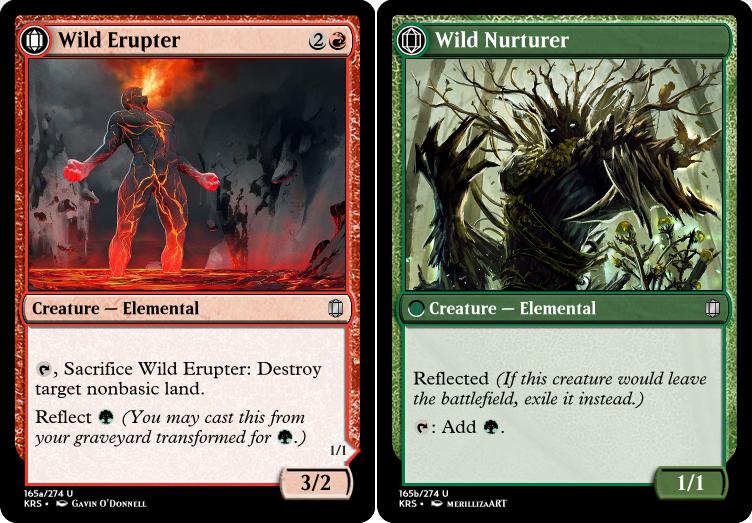 Wild Erupter 2
Creature — Elemental
, Sacrifice Wild Erupter: Destroy
target nonbasic land.
Reflect (You may cast this from
your graveyard transformed for .)
1/1
3/2
165a/274 U
KRS • Gavin O'Donnell
Wild Nurturer
Creature — Elemental
Reflected (If this creature would leave
the battlefield, exile it instead.)
: Add .
1/1
165b/274 U
KRS • merillizaART